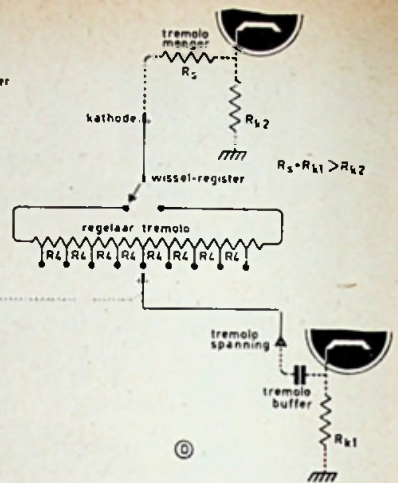 tremolo
menger
Rs
kathode
Rk2
Rs+Rk1 > Rk2
wissel-register
regelaar tremolo
R4 R4 R4 R4 R4 R4 R4 R4
tremolo
spanning
tremolo
buffer
Rk1
D